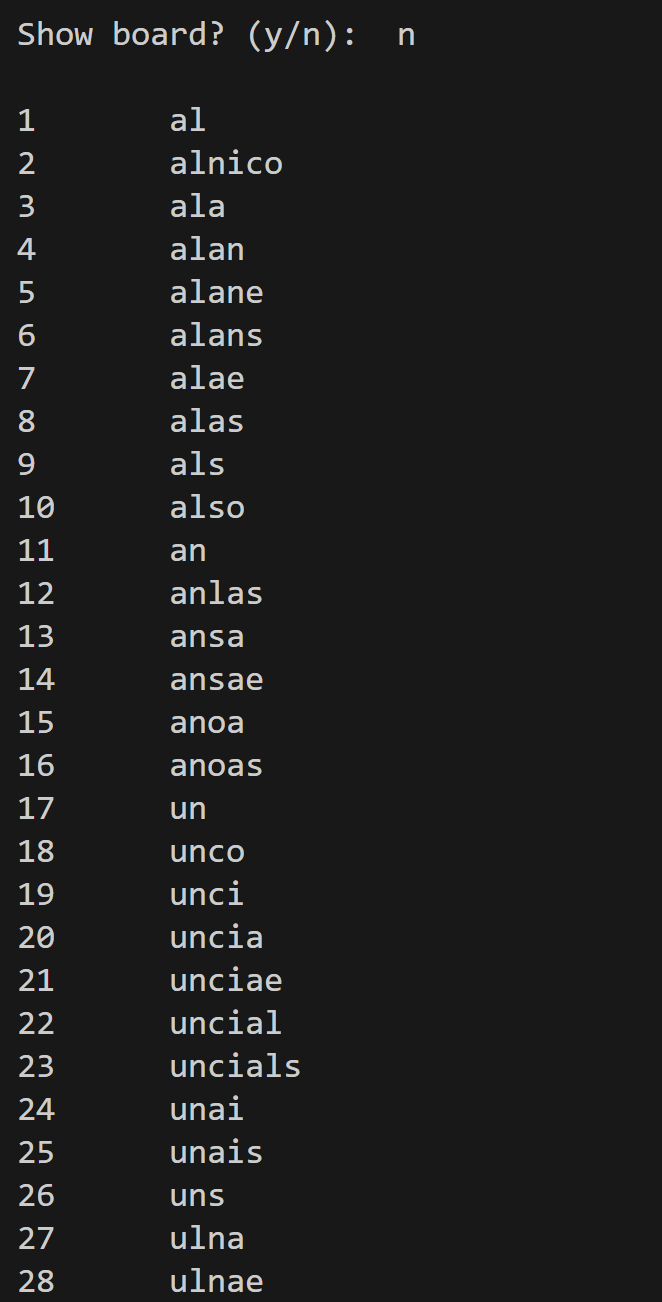 Show board? (y/n):  n
1 al
2 alnico
3 ala
4 alan
5 alane
6 alans
7 alae
8 alas
9 als
10 also
11 an
12 anlas
13 ansa
14 ansae
15 anoa
16 anoas
17 un
18 unco
19 unci
20 uncia
21 unciae
22 uncial
23 uncials
24 unai
25 unais
26 uns
27 ulna
28 ulnae